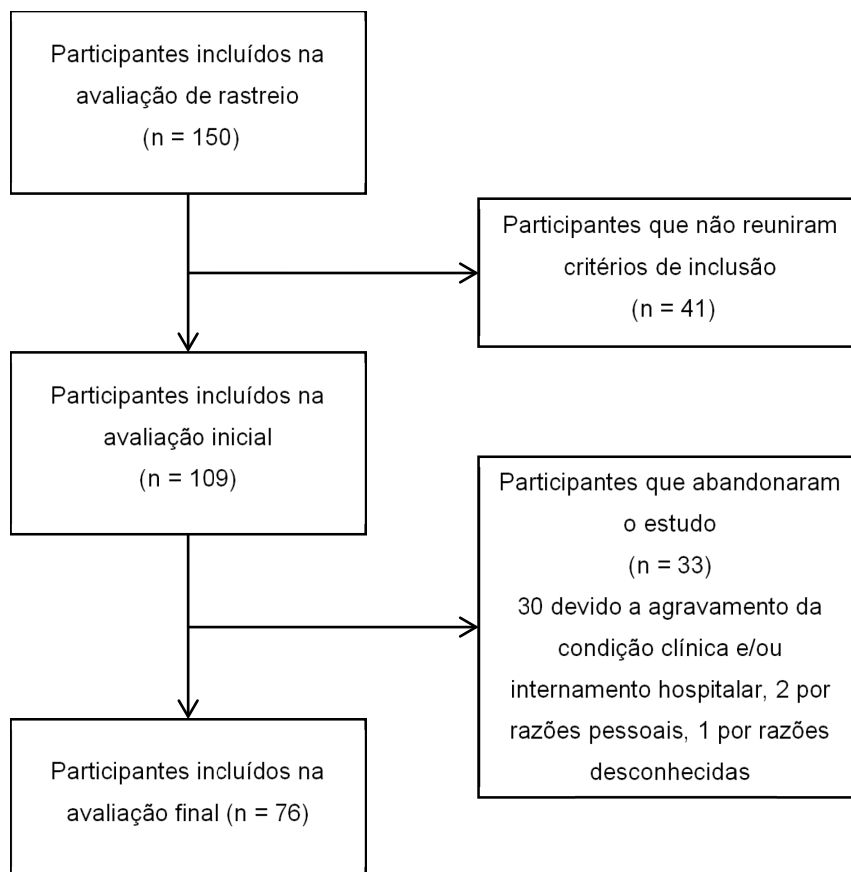 Participantes incluídos na
avaliação de rastreio
(n = 150)
Participantes que não reuniram
critérios de inclusão
(n = 41)
Participantes incluídos na
avaliação inicial
(n = 109)
Participantes que abandonaram
o estudo
(n = 33)
30 devido a agravamento da
condição clínica e/ou
internamento hospitalar, 2 por
razões pessoais, 1 por razões
desconhecidas
Participantes incluídos na
avaliação final (n = 76)